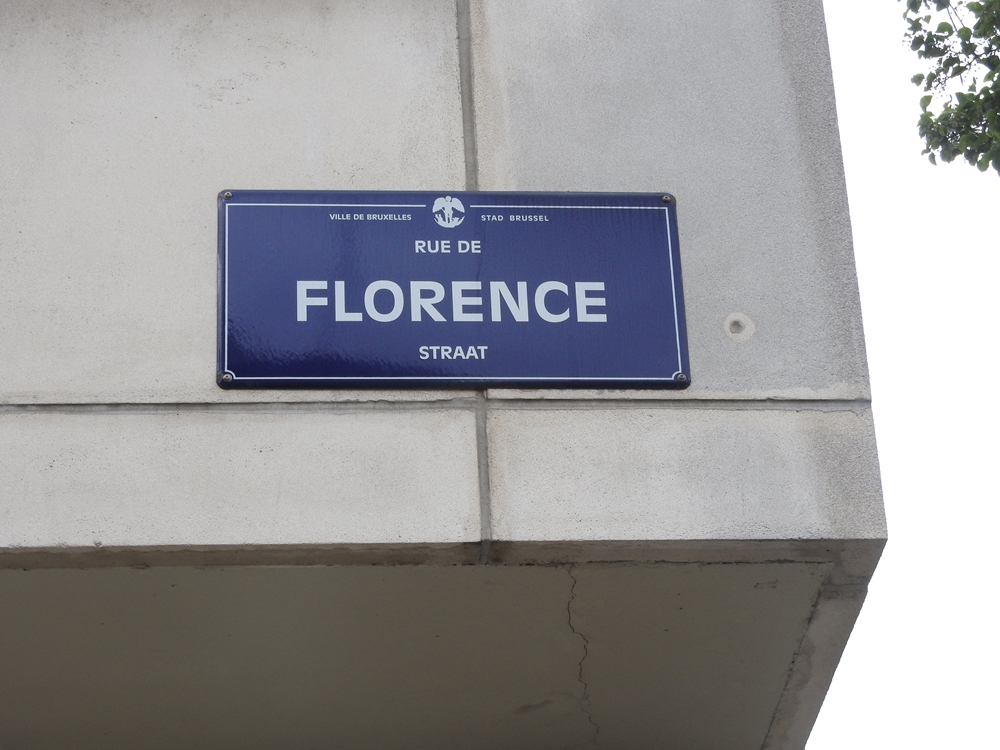 VILLE DE BRUXELLES STAD BRUSSEL
RUE DE
FLORENCE
STRAAT